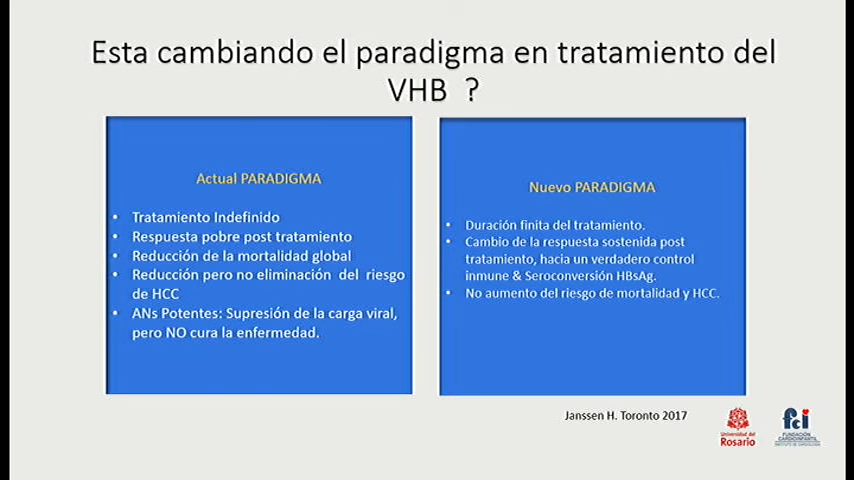 Esta cambiando el paradigma en tratamiento del
VHB ?
Actual PARADIGMA
• Tratamiento Indefinido
• Respuesta pobre post tratamiento
• Reducción de la mortalidad global
• Reducción pero no eliminación del riesgo
de HCC
• ANs Potentes: Supresión de la carga viral,
pero NO cura la enfermedad.
Nuevo PARADIGMA
• Duración finita del tratamiento.
• Cambio de la respuesta sostenida post
tratamiento, hacia un verdadero control
inmune & Seroconversión HBsAg.
• No aumento del riesgo de mortalidad y HCC.
Janssen H. Toronto 2017
Universidad del
Rosario
fci
FUNDACIÓN
CARDIOINFANTIL